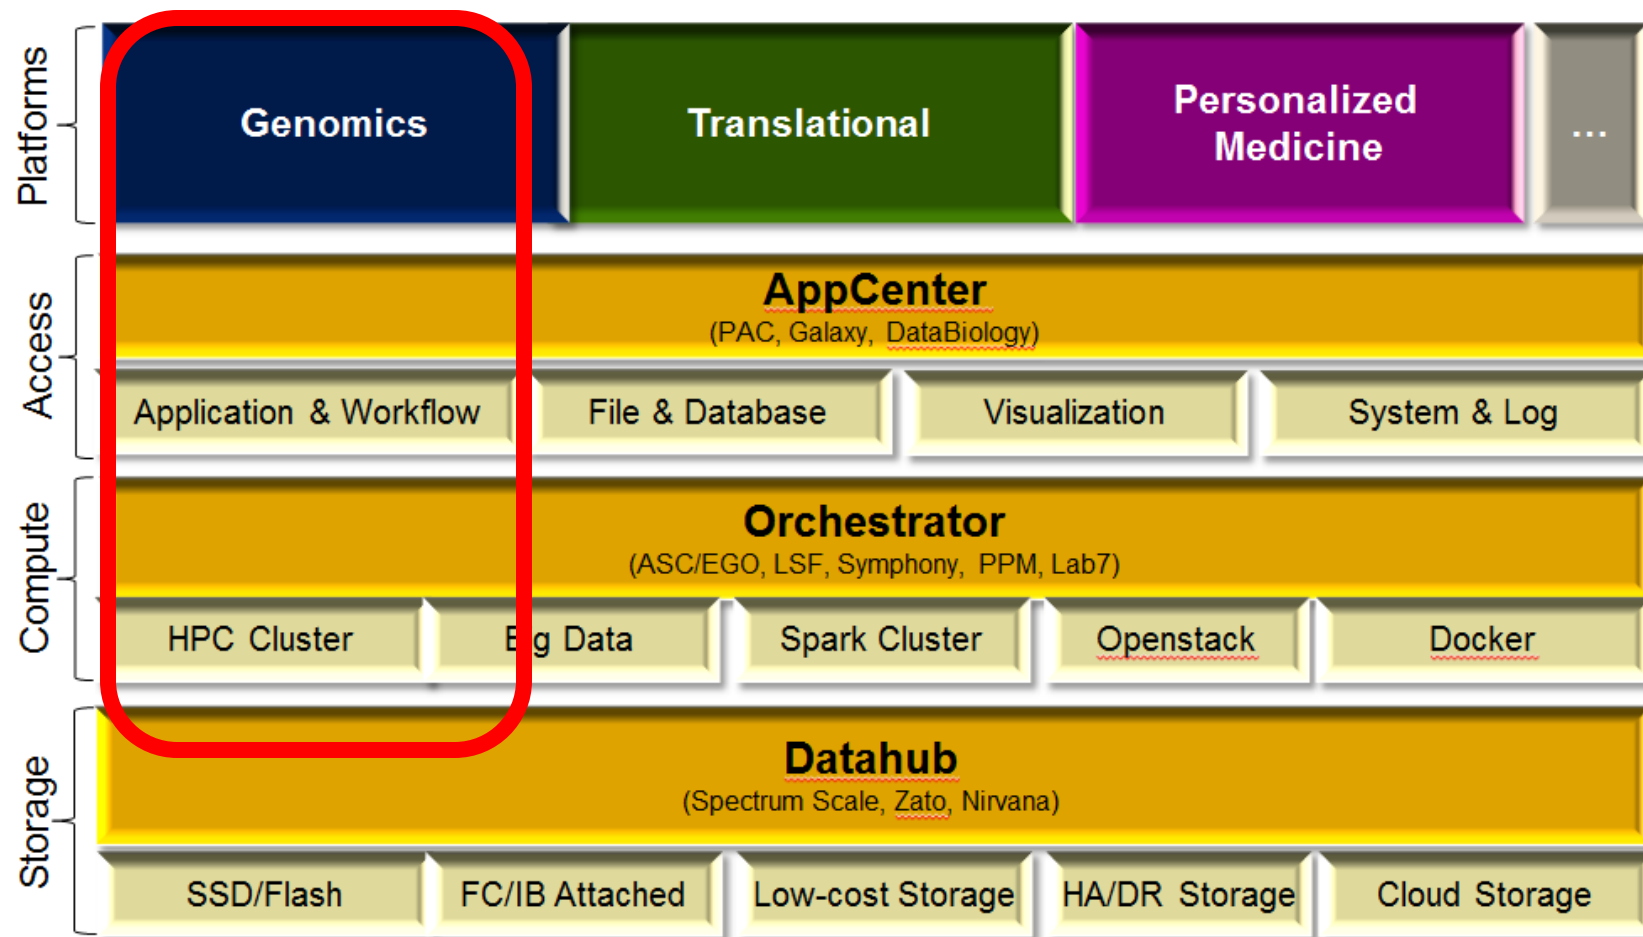 Platforms
Genomics
Translational
Personalized
Medicine
...
Access
AppCenter
(PAC, Galaxy, DataBiology)
Application & Workflow
File & Database
Visualization
System & Log
Compute
Orchestrator
(ASC/EGO, LSF, Symphony, PPM, Lab7)
HPC Cluster
Big Data
Spark Cluster
Openstack
Docker
Storage
Datahub
(Spectrum Scale, Zato, Nirvana)
SSD/Flash
FC/IB Attached
Low-cost Storage
HA/DR Storage
Cloud Storage